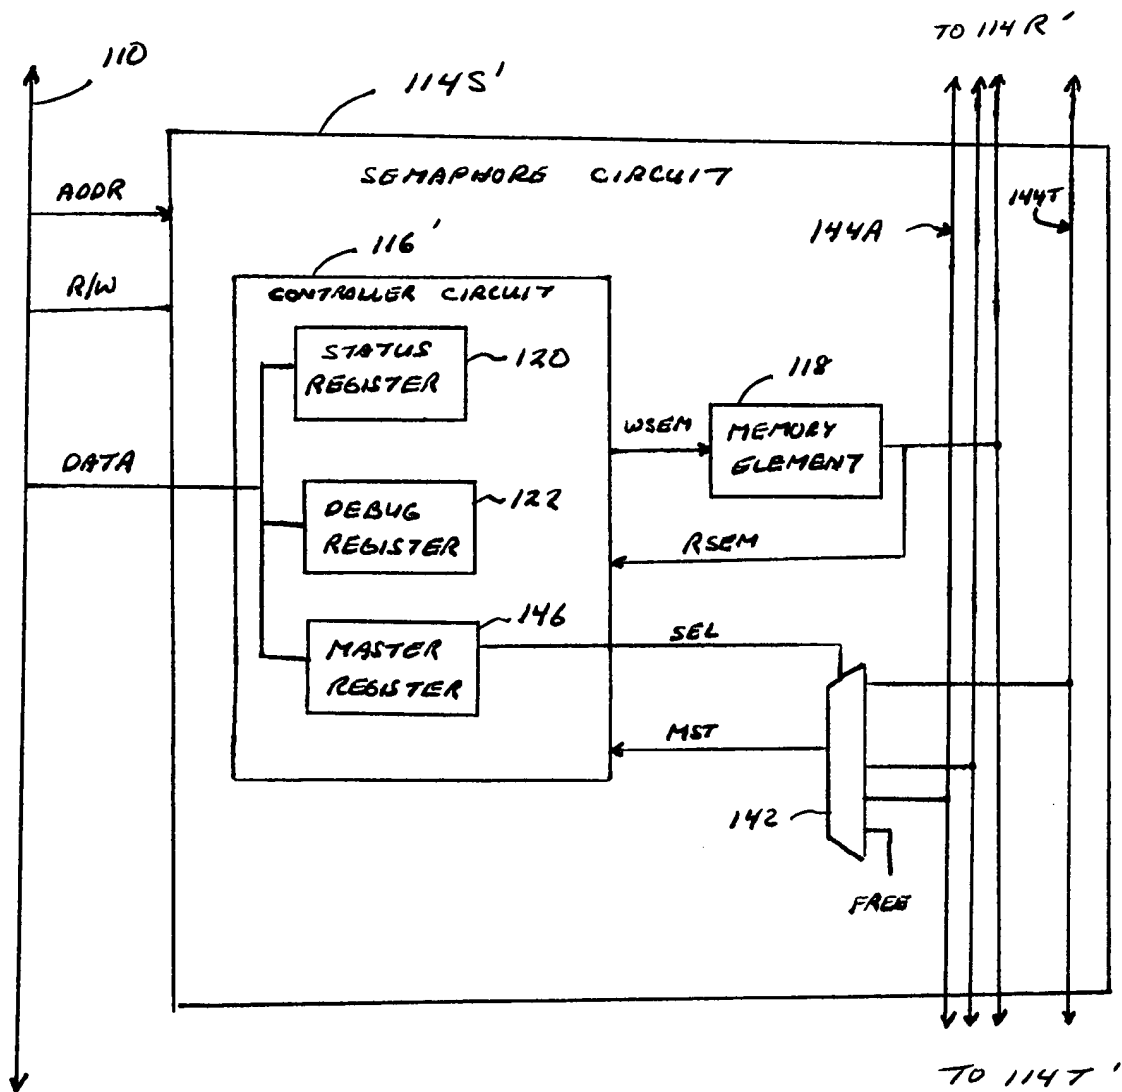 TO 114R'
110
114S'
SEMAPHORE CIRCUIT
ADDR
144T
144A
116'
R/W
CONTROLLER CIRCUIT
STATUS
REGISTER
120
118
WSEM
MEMORY
ELEMENT
DATA
DEBUG
REGISTER
122
RSEM
146
SEL
MASTER
REGISTER
MST
142
FREE
TO 114T'